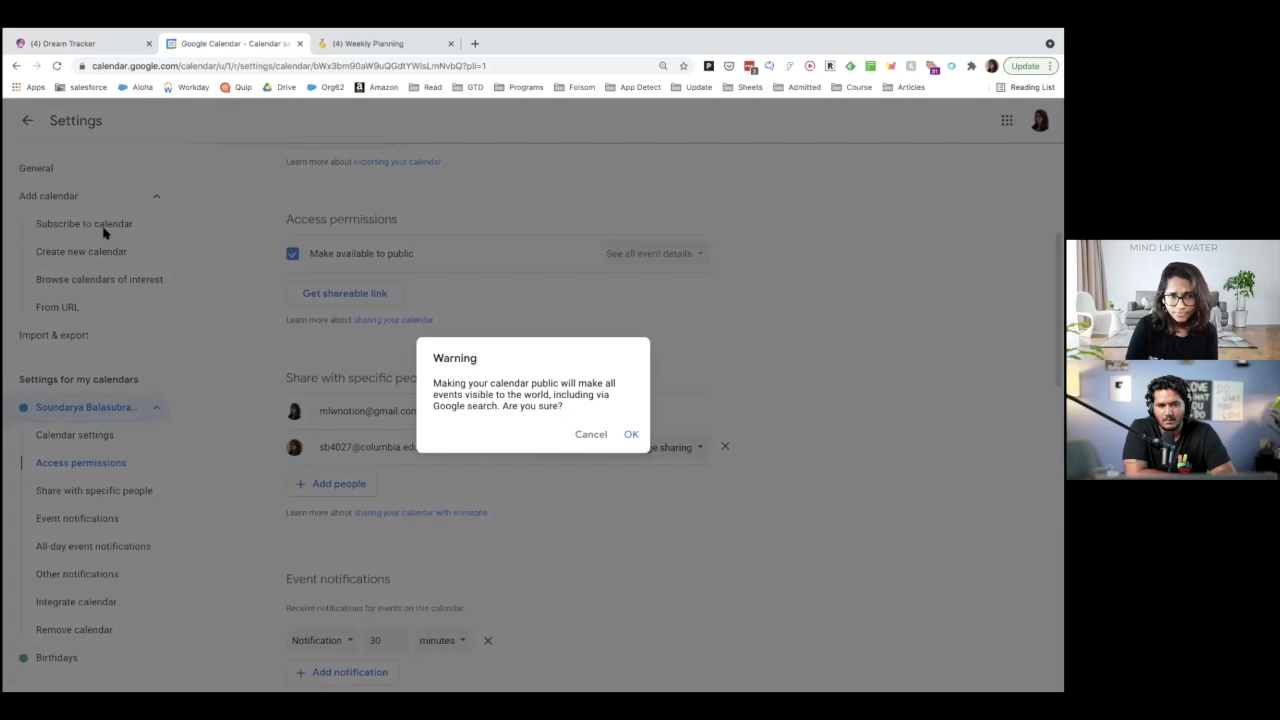 (4) Dream Tracker
Google Calendar - Calendar se
(4) Weekly Planning
calendar.google.com/calendar/u/1/r/settings/calendar/bWx3bm90aW9uQGdtYWlsLmNvbQ?pli=1
Update
Apps salesforce Aloha Workday Quip Drive Org62 Amazon Read GTD Programs Folsom App Detect Update Sheets Admitted Course Articles Reading List
Settings
General
Add calendar
Subscribe to calendar
Create new calendar
Browse calendars of interest
From URL
Import & export
Settings for my calendars
Soundarya Balasubra...
Calendar settings
Access permissions
Share with specific people
Event notifications
All-day event notifications
Other notifications
Integrate calendar
Remove calendar
Birthdays
Learn more about exporting your calendar
Access permissions
Make available to public
See all event details
Get shareable link
Learn more about sharing your calendar
Share with specific peo
mlwnotion@gmail.com
sb4027@columbia.ed
ge sharing
Add people
Learn more about sharing your calendar with someone
Event notifications
Receive notifications for events on this calendar.
Notification 30 minutes
Add notification
Warning
Making your calendar public will make all
events visible to the world, including via
Google search. Are you sure?
Cancel OK
MIND LIKE WATER